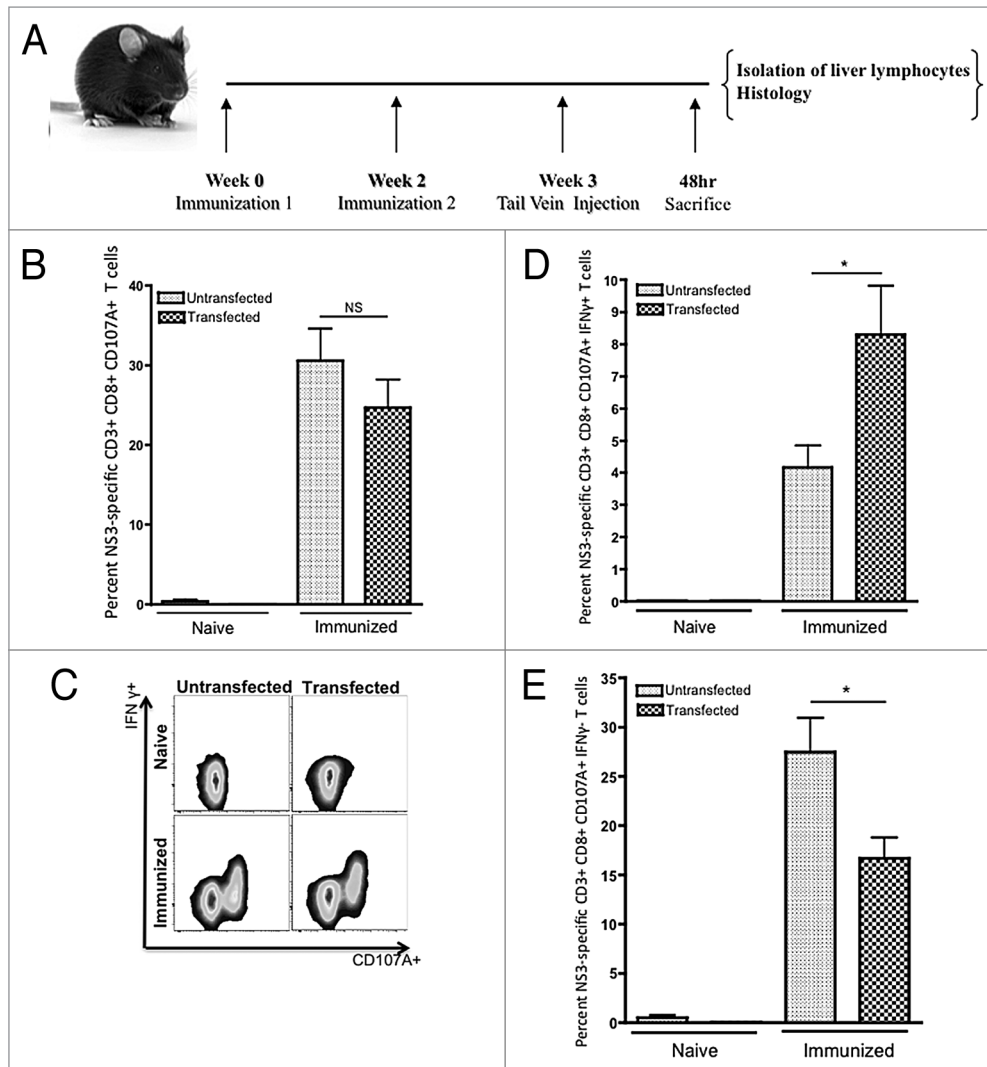 A
Isolation of liver lymphocytes
Histology
Week 0
Immunization 1
Week 2
Immunization 2
Week 3
Tail Vein Injection
48hr
Sacrifice
B
Percent NS3-specific CD3+ CD8+ CD107A+ T cells
40
30
20
10
0
Untransfected
Transfected
NS
Naive
Immunized
D
Percent NS3-specific CD3+ CD8+ CD107A+ IFNγ+ T cells
10
9
8
7
6
5
4
3
2
1
0
Untransfected
Transfected
*
Naive
Immunized
C
IFN γ+
Untransfected
Transfected
Naive
Immunized
CD107A+
E
Percent NS3-specific CD3+ CD8+ CD107A+ IFNγ- T cells
35
30
25
20
15
10
5
0
Untransfected
Transfected
*
Naive
Immunized